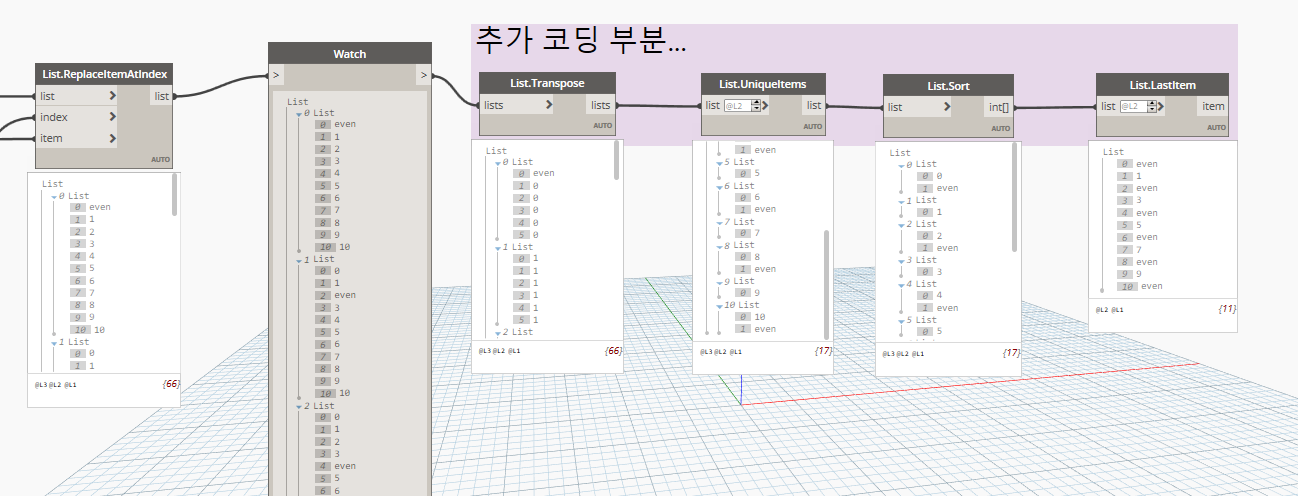 추가 코딩 부분...
List.ReplaceItemAtIndex
list > list
index >
item >
AUTO
List
0 List
0 even
1 1
2 2
3 3
4 4
5 5
6 6
7 7
8 8
9 9
10 10
1 List
0 0
1 1
@L3 @L2 @L1 {66}
Watch
> >
List
0 List
0 even
1 1
2 2
3 3
4 4
5 5
6 6
7 7
8 8
9 9
10 10
1 List
0 0
1 1
2 even
3 3
4 4
5 5
6 6
7 7
8 8
9 9
10 10
2 List
0 0
1 1
2 2
3 3
4 even
5 5
6 6
List.Transpose
lists > lists
AUTO
List
0 List
0 even
1 0
2 0
3 0
4 0
5 0
1 List
0 1
1 1
2 1
3 1
4 1
5 1
2 List
@L3 @L2 @L1 {66}
List.UniqueItems
list @L2 > list
AUTO
1 even
5 List
0 5
6 List
0 6
1 even
7 List
0 7
8 List
0 8
1 even
9 List
0 9
10 List
0 10
1 even
@L3 @L2 @L1 {17}
List.Sort
list > int[]
AUTO
List
0 List
0 0
1 even
1 List
0 1
2 List
0 2
1 even
3 List
0 3
4 List
0 4
1 even
5 List
0 5
@L3 @L2 @L1 {17}
List.LastItem
list @L2 > item
AUTO
List
0 even
1 1
2 even
3 3
4 even
5 5
6 even
7 7
8 even
9 9
10 even
@L2 @L1 {11}